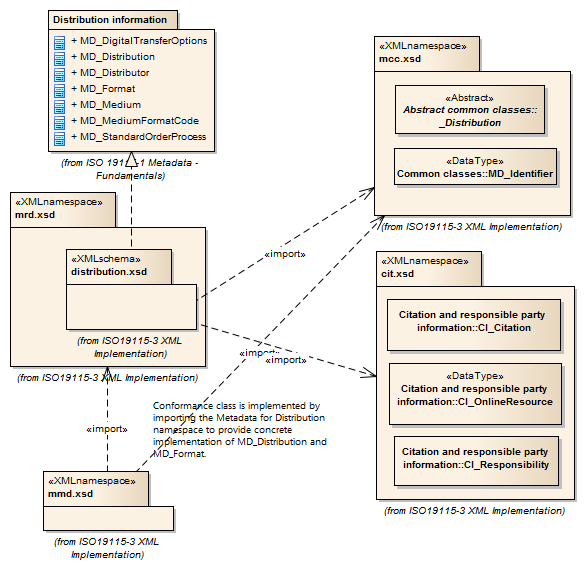 Distribution information
+ MD_DigitalTransferOptions
+ MD_Distribution
+ MD_Distributor
+ MD_Format
+ MD_Medium
+ MD_MediumFormatCode
+ MD_StandardOrderProcess
(from ISO 1911 -1 Metadata -
Fundamentals)
«XMLnamespace»
mcc.xsd
«Abstract»
Abstract common classes::
_Distribution
«DataType»
Common classes::MD_Identifier
(from ISO19115-3 XML Implementation)
«XMLnamespace»
mrd.xsd
«XMLschema»
distribution.xsd
(from ISO19115-3 XML
Implementation)
(from ISO19115-3 XML Implementation)
«import»
«XMLnamespace»
cit.xsd
Citation and responsible party
information::CI_Citation
«DataType»
Citation and responsible party
information::CI_OnlineResource
Citation and responsible party
information::CI_Responsibility
(from ISO19115-3 XML Implementation)
«import»
«import»
«import»
Conformance class is implemented by
importing the Metadata for Distribution
namespace to provide concrete
implementation of MD_Distribution and
MD_Format.
«XMLnamespace»
mmd.xsd
(from ISO19115-3 XML
Implementation)